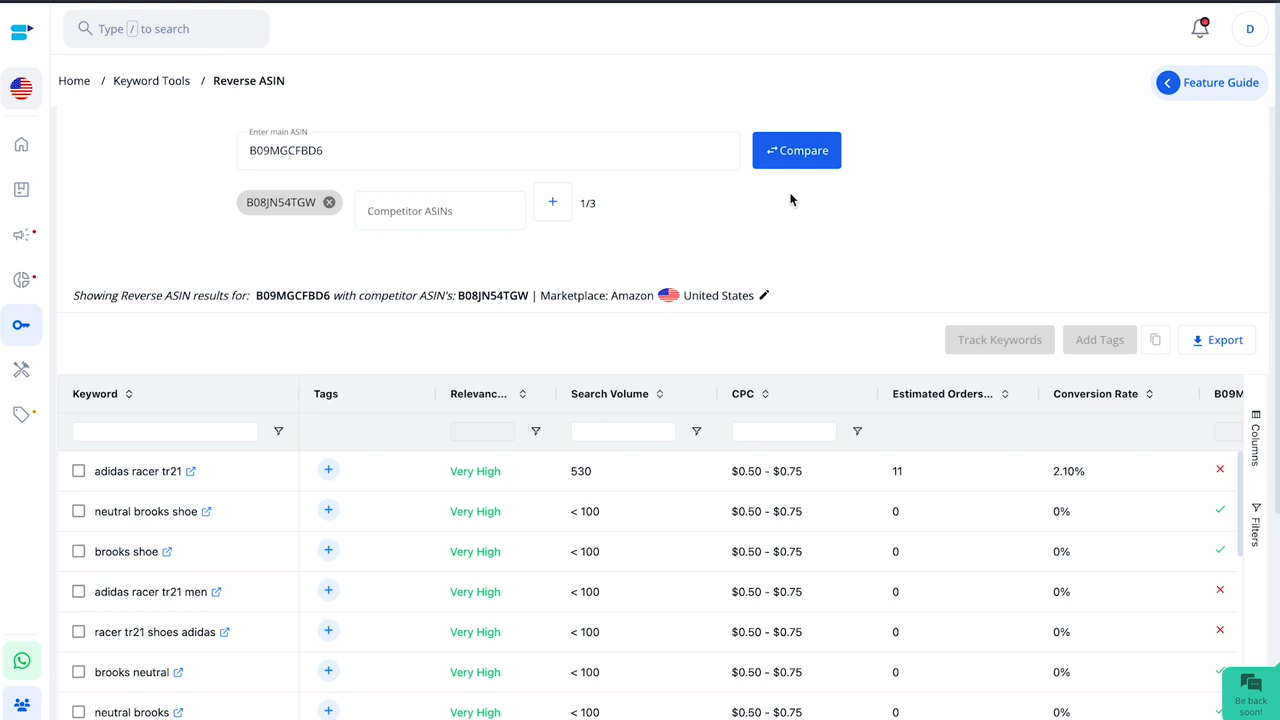 Type / to search
D
Home / Keyword Tools / Reverse ASIN
Feature Guide
Enter main ASIN
B09MGCFBD6
Compare
B08JN54TGW
Competitor ASINs
+
1/3
Showing Reverse ASIN results for: B09MGCFBD6 with competitor ASIN's: B08JN54TGW | Marketplace: Amazon United States
Track Keywords
Add Tags
Export
Keyword Tags Relevanc... Search Volume CPC Estimated Orders... Conversion Rate B09M
Columns
Filters
adidas racer tr21 + Very High 530 $0.50 - $0.75 11 2.10%
neutral brooks shoe + Very High < 100 $0.50 - $0.75 0 0%
brooks shoe + Very High < 100 $0.50 - $0.75 0 0%
adidas racer tr21 men + Very High < 100 $0.50 - $0.75 0 0%
racer tr21 shoes adidas + Very High < 100 $0.50 - $0.75 0 0%
brooks neutral + Very High < 100 $0.50 - $0.75 0 0%
neutral brooks + Very High < 100 $0.50 - $0.75 0 0%
Be back
soon!